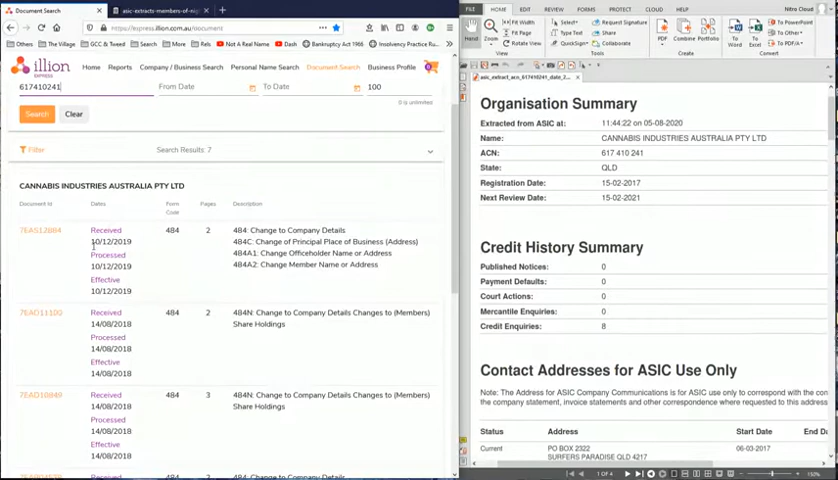 Document Search
asic-extracts-members-of-nig
https://express.illion.com.au/document
Others
The Village
GCC & Tweed
Search
Reso
RUL
Not A Real Name
Dash
Bankruptcy Act 1966
Insolvency Practice Ru
illion
EXPRESS
Home
Reports
Company / Business Search
Personal Name Search
Document Search
Business Profile
617410241
From Date
To Date
100
0 is unlimited
Search
Clear
Filter
Search Results: 7
CANNABIS INDUSTRIES AUSTRALIA PTY LTD
Document Id
Dates
Form Code
Pages
Description
Received
10/12/2019
Processed
10/12/2019
Effective
10/12/2019
484
2
484: Change to Company Details
484C: Change of Principal Place of Business (Address)
484A1: Change Officeholder Name or Address
484A2: Change Member Name or Address
7EAD11100
Received
14/08/2018
Processed
14/08/2018
Effective
14/08/2018
484
2
484N: Change to Company Details Changes to (Members)
Share Holdings
7EAD10949
Received
14/08/2018
Processed
14/08/2018
Effective
14/08/2018
484
3
484N: Change to Company Details Changes to (Members)
Share Holdings
Received
484
2
484: Change to Company Details
Nitro Cloud
FILE
HOME
EDIT
REVIEW
FORMS
PROTECT
CLOUD
HELP
Hand
Zoom
Fit Width
Fit Page
Rotate View
Select
Type Text
QuickSign
Request Signature
Share
Collaborate
Tools
PDF
Combine
Portfolio
Create
To Word
To Excel
To PowerPoint
To Other
To PDF/A
Convert
Organisation Summary
Extracted from ASIC at:
11:44:22 on 05-08-2020
Name:
CANNABIS INDUSTRIES AUSTRALIA PTY LTD
ACN:
617 410 241
State:
QLD
Registration Date:
15-02-2017
Next Review Date:
15-02-2021
Credit History Summary
Published Notices:
0
Payment Defaults:
0
Court Actions:
0
Mercantile Enquiries:
0
Credit Enquiries:
8
Contact Addresses for ASIC Use Only
Note: The Address for ASIC Company Communications is for ASIC use only to correspond with the con
the company statement, invoice statements and other correspondence where requested to this address
Status
Address
Start Date
End Da
Current
PO BOX 2322
SURFERS PARADISE QLD 4217
06-03-2017
1 OF 4